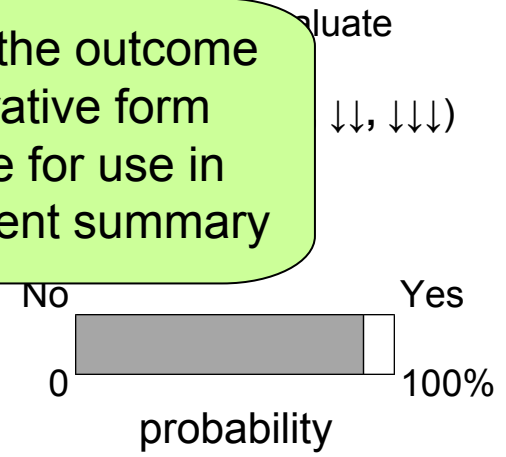 aluate
the outcome
ative form
↓↓, ↓↓↓)
e for use in
ent summary
No
Yes
0
100%
probability